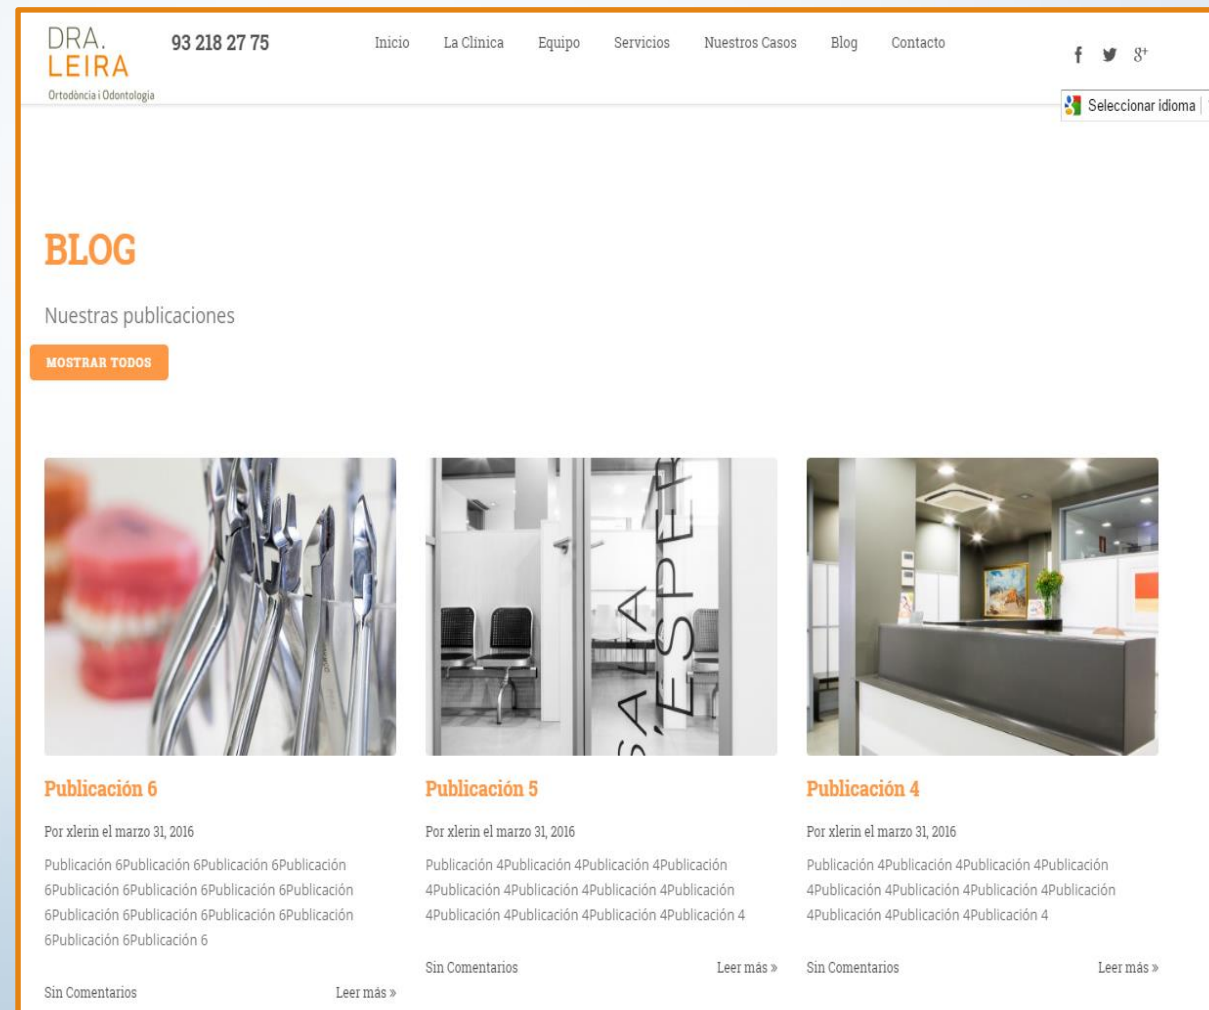 DRA.
LEIRA
Ortodòncia i Odontologia
93 218 27 75
Inicio La Clínica Equipo Servicios Nuestros Casos Blog Contacto
f 8+
Seleccionar idioma
BLOG
Nuestras publicaciones
MOSTRAR TODOS
SALA
D'ESPERA
Publicación 6
Por xlerin el marzo 31, 2016
Publicación 6Publicación 6Publicación 6Publicación
6Publicación 6Publicación 6Publicación 6Publicación
6Publicación 6Publicación 6Publicación 6Publicación
6Publicación 6Publicación 6
Sin Comentarios Leer más »
Publicación 5
Por xlerin el marzo 31, 2016
Publicación 4Publicación 4Publicación 4Publicación
4Publicación 4Publicación 4Publicación 4Publicación
4Publicación 4Publicación 4Publicación 4Publicación 4
Sin Comentarios Leer más »
Publicación 4
Por xlerin el marzo 31, 2016
Publicación 4Publicación 4Publicación 4Publicación
4Publicación 4Publicación 4Publicación 4Publicación
4Publicación 4Publicación 4Publicación 4
Sin Comentarios Leer más »